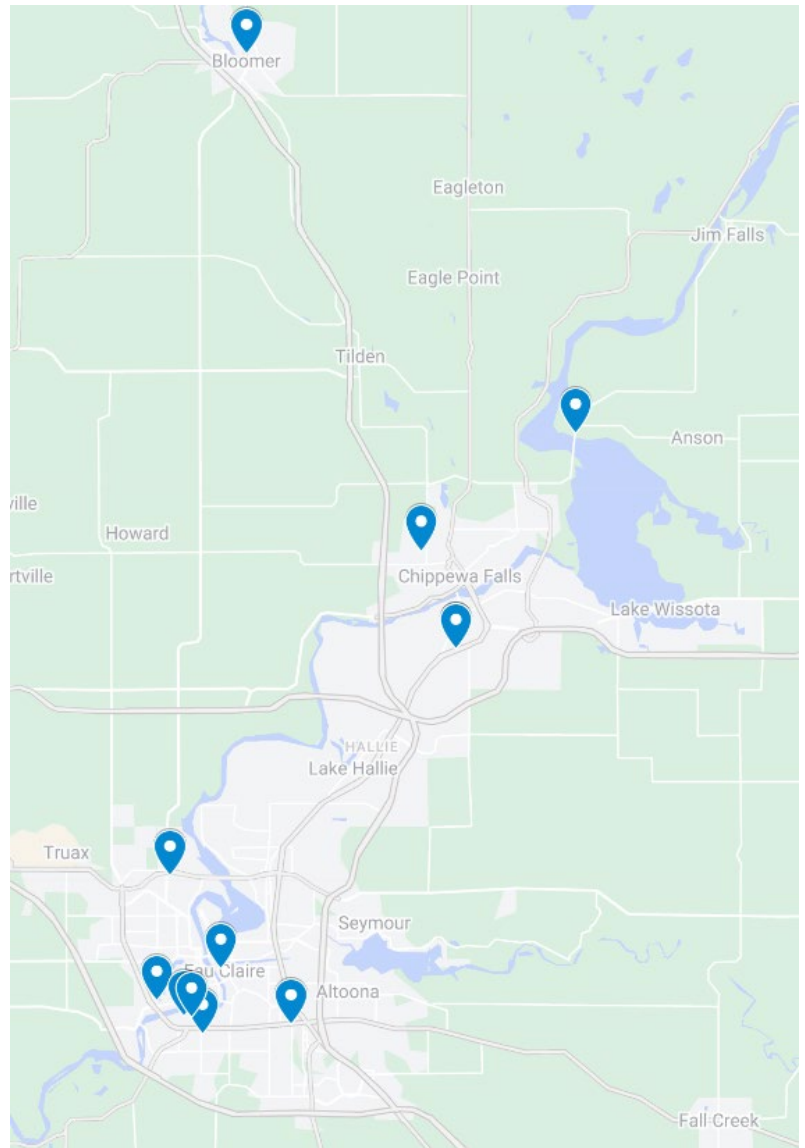 Bloomer
Eagleton
Jim Falls
Eagle Point
Tilden
Anson
ville
Howard
rtville
Chippewa Falls
Lake Wissota
HALLIE
Lake Hallie
Truax
Seymour
Eau Claire
Altoona
Fall Creek